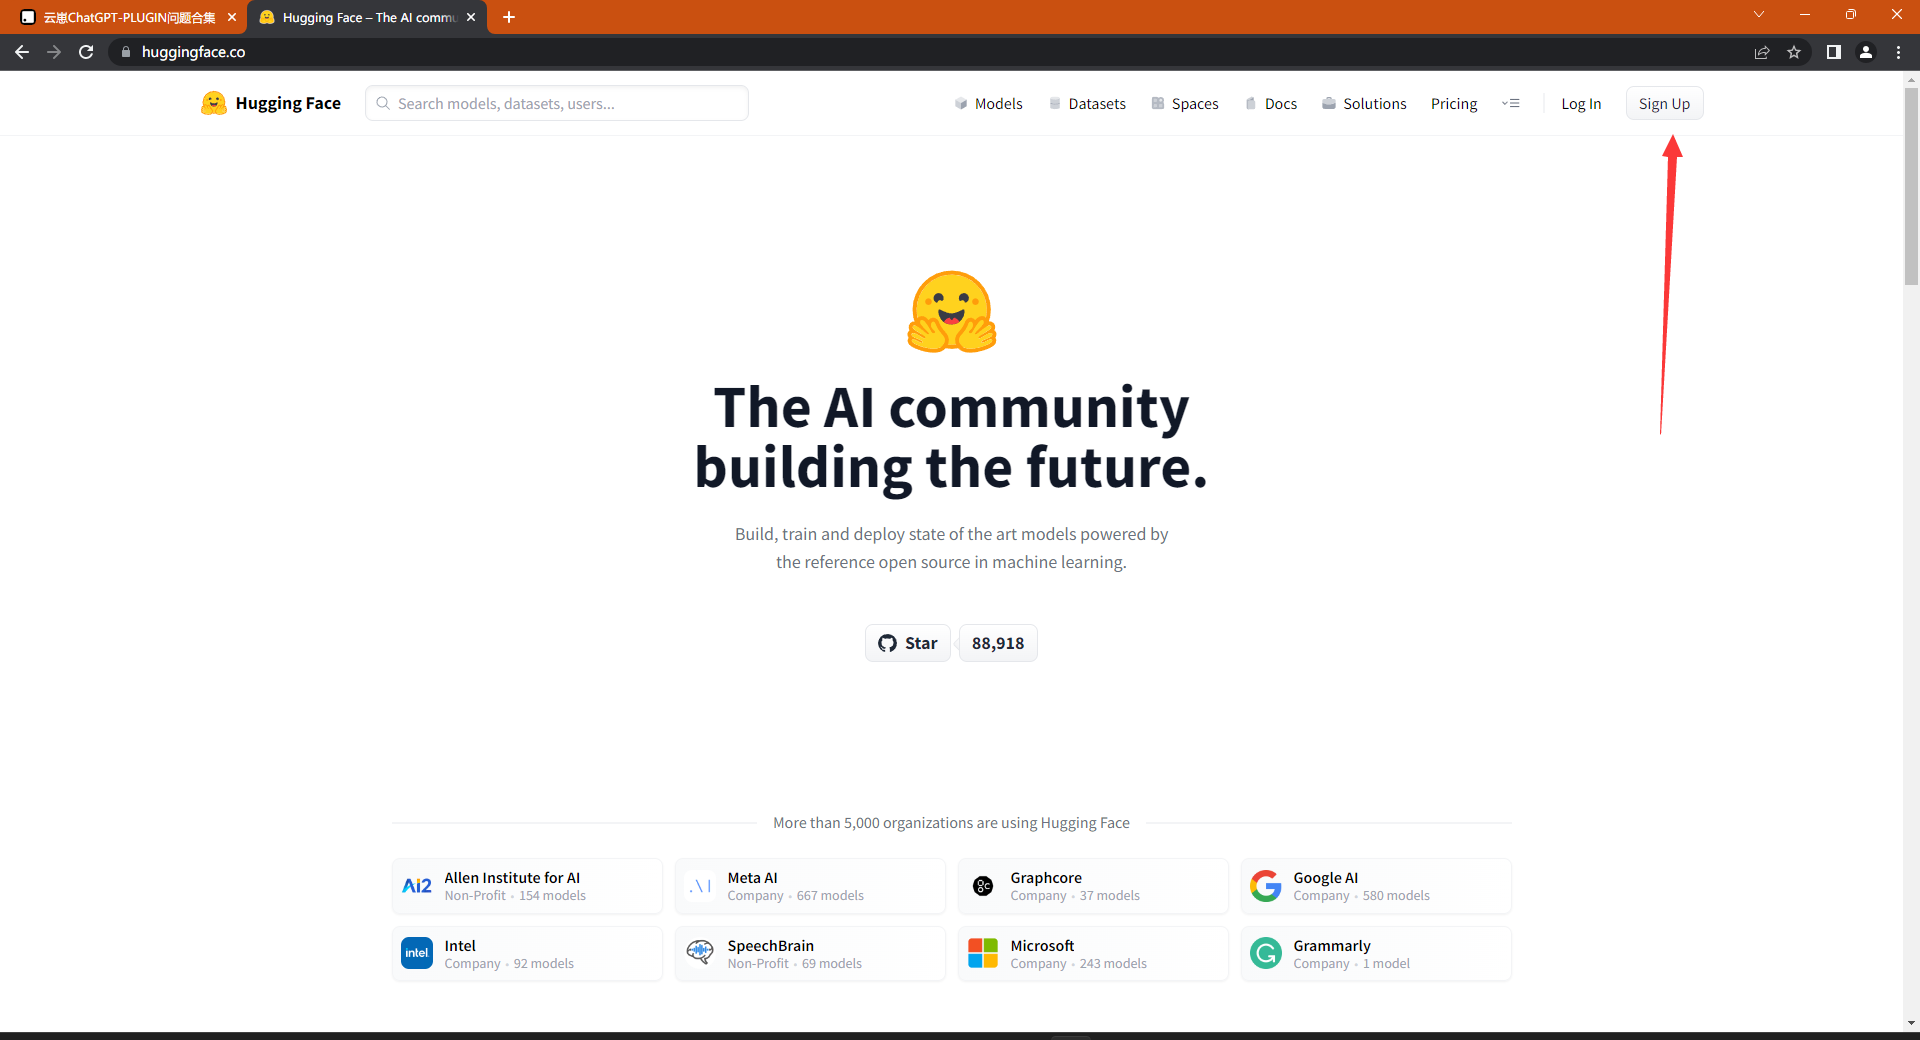 云崽ChatGPT-PLUGIN问题合集
Hugging Face – The AI commu
huggingface.co
Hugging Face
Search models, datasets, users...
Models
Datasets
Spaces
Docs
Solutions
Pricing
Log In
Sign Up
The AI community
building the future.
Build, train and deploy state of the art models powered by
the reference open source in machine learning.
Star
88,918
More than 5,000 organizations are using Hugging Face
Ai2
Allen Institute for AI
Non-Profit • 154 models
Meta AI
Company • 667 models
Graphcore
Company • 37 models
Google AI
Company • 580 models
intel
Intel
Company • 92 models
SpeechBrain
Non-Profit • 69 models
Microsoft
Company • 243 models
Grammarly
Company • 1 model